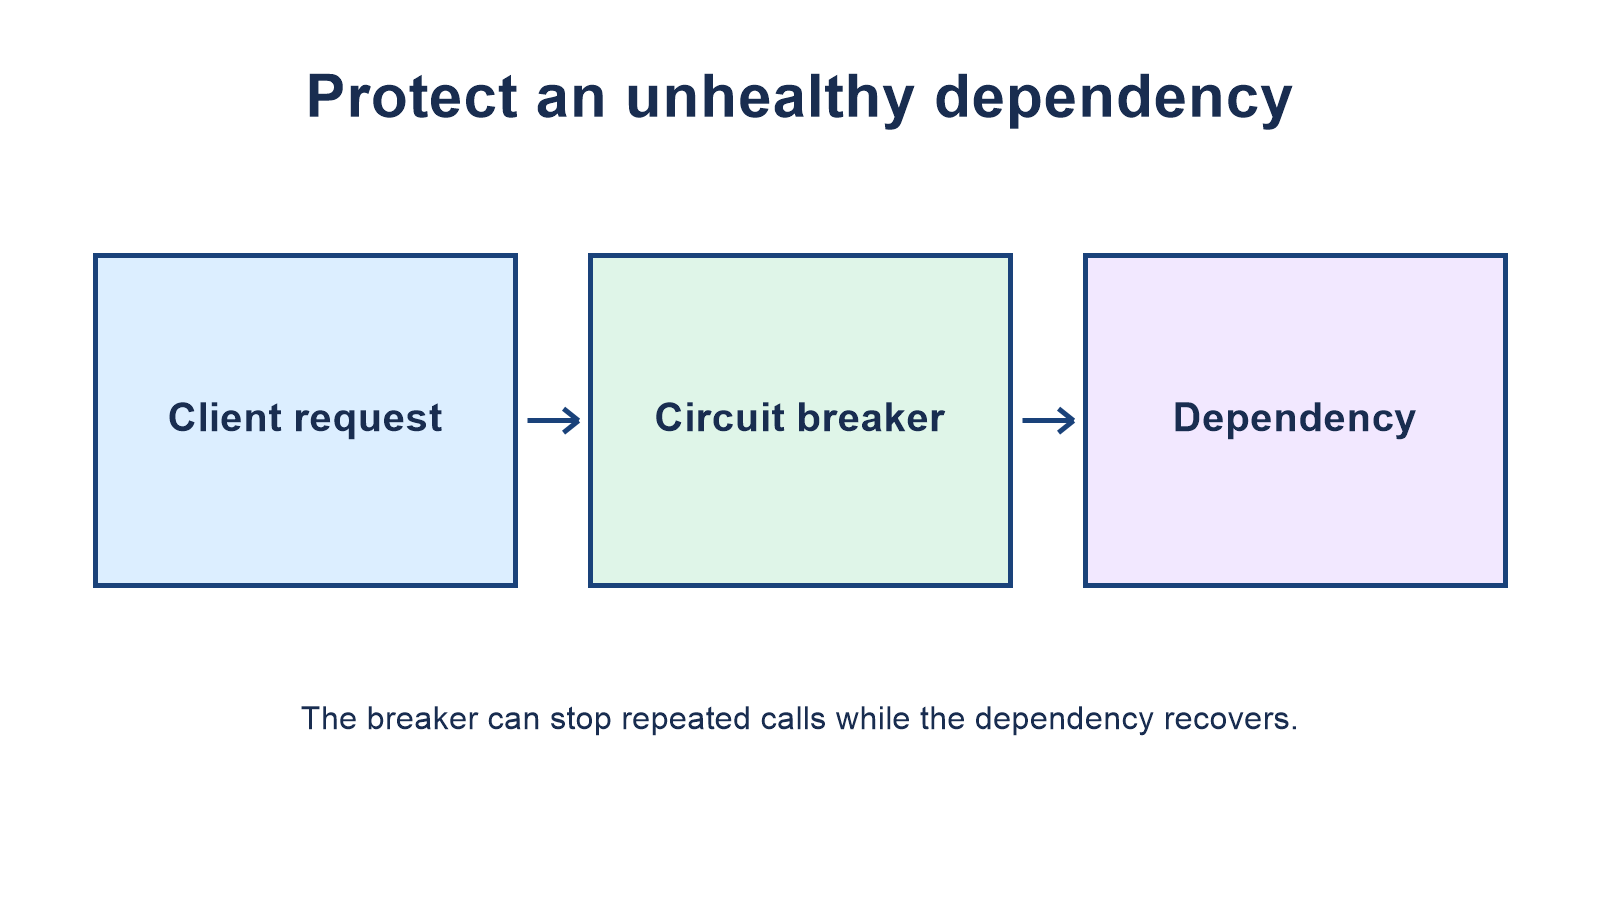 Protect an unhealthy dependency
Client request
Circuit breaker
Dependency
The breaker can stop repeated calls while the dependency recovers.